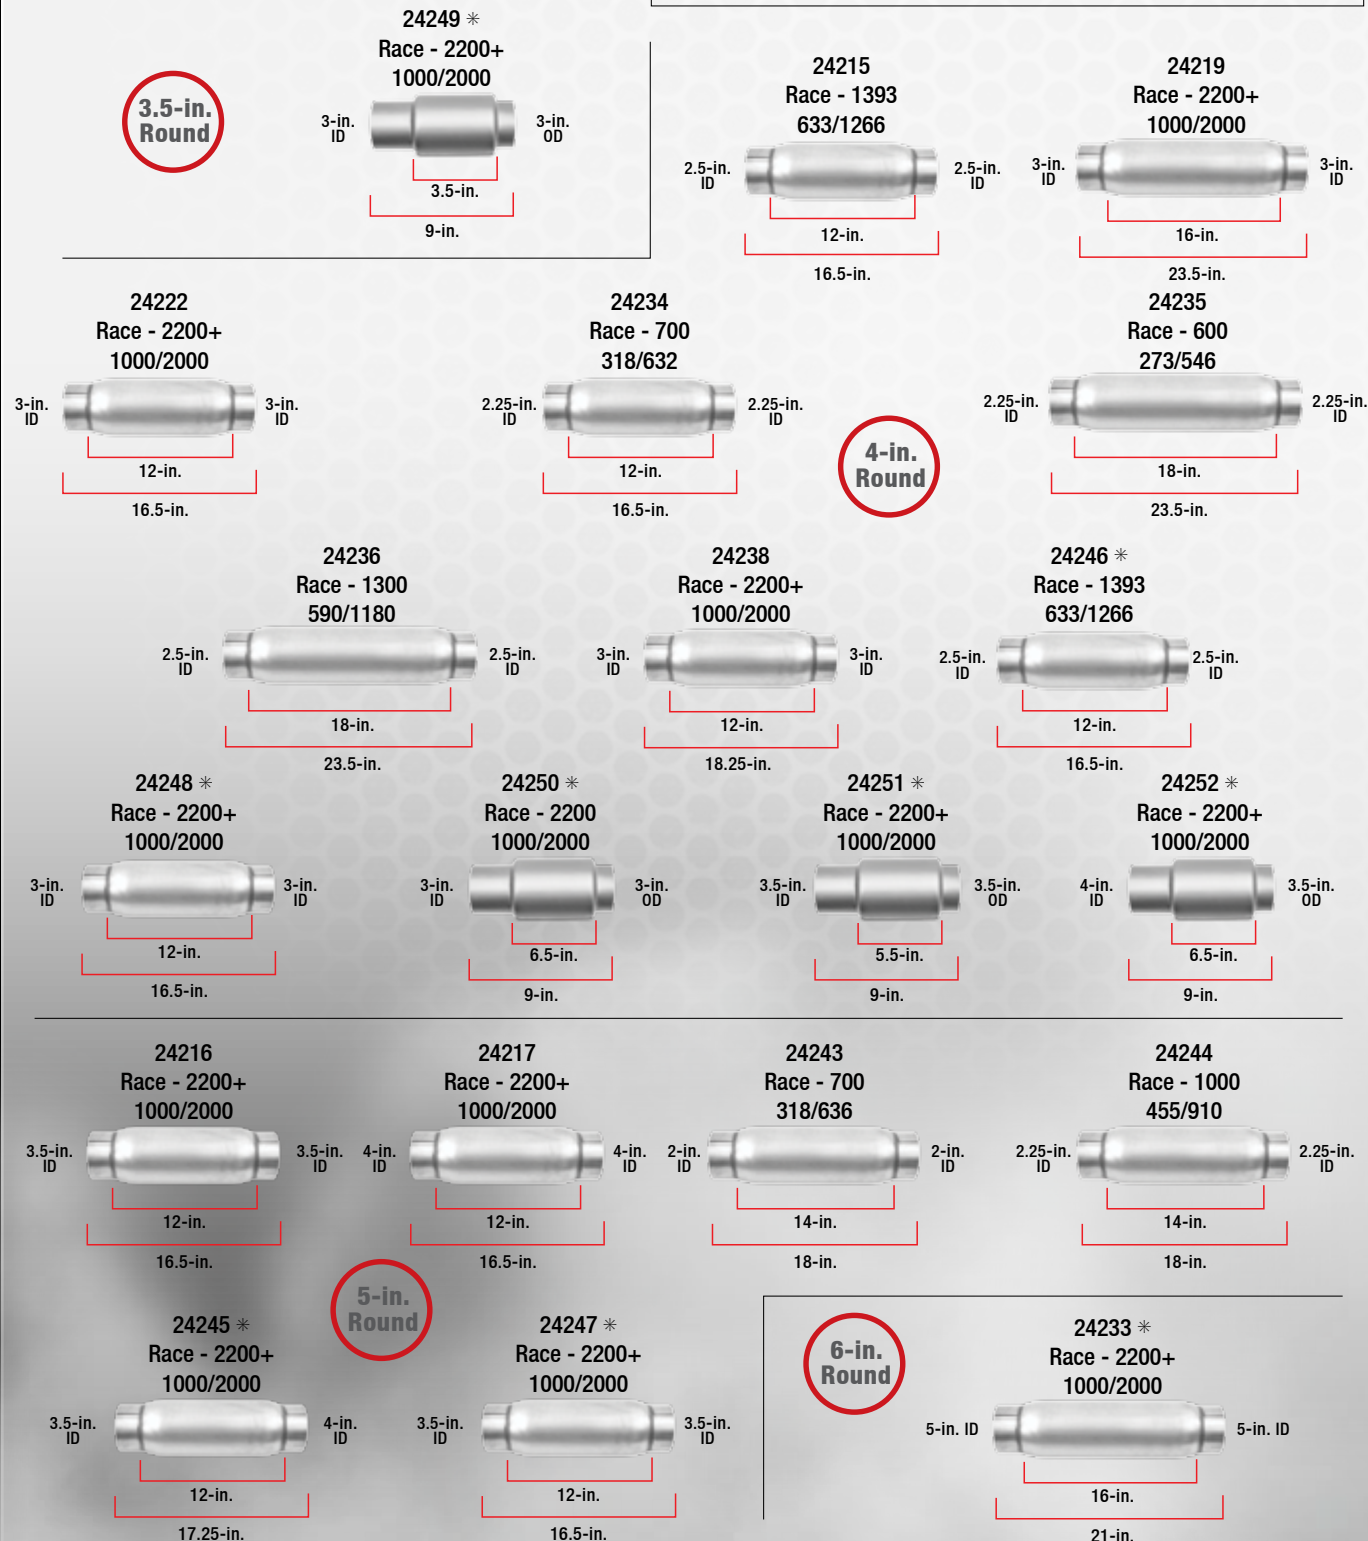 24249 ✳
Race - 2200+
1000/2000
3.5-in.
Round
3-in.
ID
3-in.
OD
3.5-in.
9-in.
24215
Race - 1393
633/1266
2.5-in.
ID
2.5-in.
ID
12-in.
16.5-in.
24219
Race - 2200+
1000/2000
3-in.
ID
3-in.
ID
16-in.
23.5-in.
24222
Race - 2200+
1000/2000
3-in.
ID
3-in.
ID
12-in.
16.5-in.
24234
Race - 700
318/632
2.25-in.
ID
2.25-in.
ID
12-in.
16.5-in.
4-in.
Round
24235
Race - 600
273/546
2.25-in.
ID
2.25-in.
ID
18-in.
23.5-in.
24236
Race - 1300
590/1180
2.5-in.
ID
2.5-in.
ID
18-in.
23.5-in.
24238
Race - 2200+
1000/2000
3-in.
ID
3-in.
ID
12-in.
18.25-in.
24246 ✳
Race - 1393
633/1266
2.5-in.
ID
2.5-in.
ID
12-in.
16.5-in.
24248 ✳
Race - 2200+
1000/2000
3-in.
ID
3-in.
ID
12-in.
16.5-in.
24250 ✳
Race - 2200
1000/2000
3-in.
ID
3-in.
OD
6.5-in.
9-in.
24251 ✳
Race - 2200+
1000/2000
3.5-in.
ID
3.5-in.
OD
5.5-in.
9-in.
24252 ✳
Race - 2200+
1000/2000
4-in.
ID
3.5-in.
OD
6.5-in.
9-in.
24216
Race - 2200+
1000/2000
3.5-in.
ID
3.5-in.
ID
12-in.
16.5-in.
24217
Race - 2200+
1000/2000
4-in.
ID
4-in.
ID
12-in.
16.5-in.
24243
Race - 700
318/636
2-in.
ID
2-in.
ID
14-in.
18-in.
24244
Race - 1000
455/910
2.25-in.
ID
2.25-in.
ID
14-in.
18-in.
5-in.
Round
24245 ✳
Race - 2200+
1000/2000
3.5-in.
ID
4-in.
ID
12-in.
17.25-in.
24247 ✳
Race - 2200+
1000/2000
3.5-in.
ID
3.5-in.
ID
12-in.
16.5-in.
6-in.
Round
24233 ✳
Race - 2200+
1000/2000
5-in. ID
5-in. ID
16-in.
21-in.